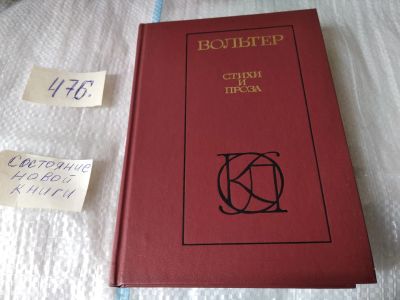 ВОЛЬТЕР
СТИХИ
И
ПРОЗА
476.
СОСТОЯНИЕ
НОВОЙ
КНИГИ